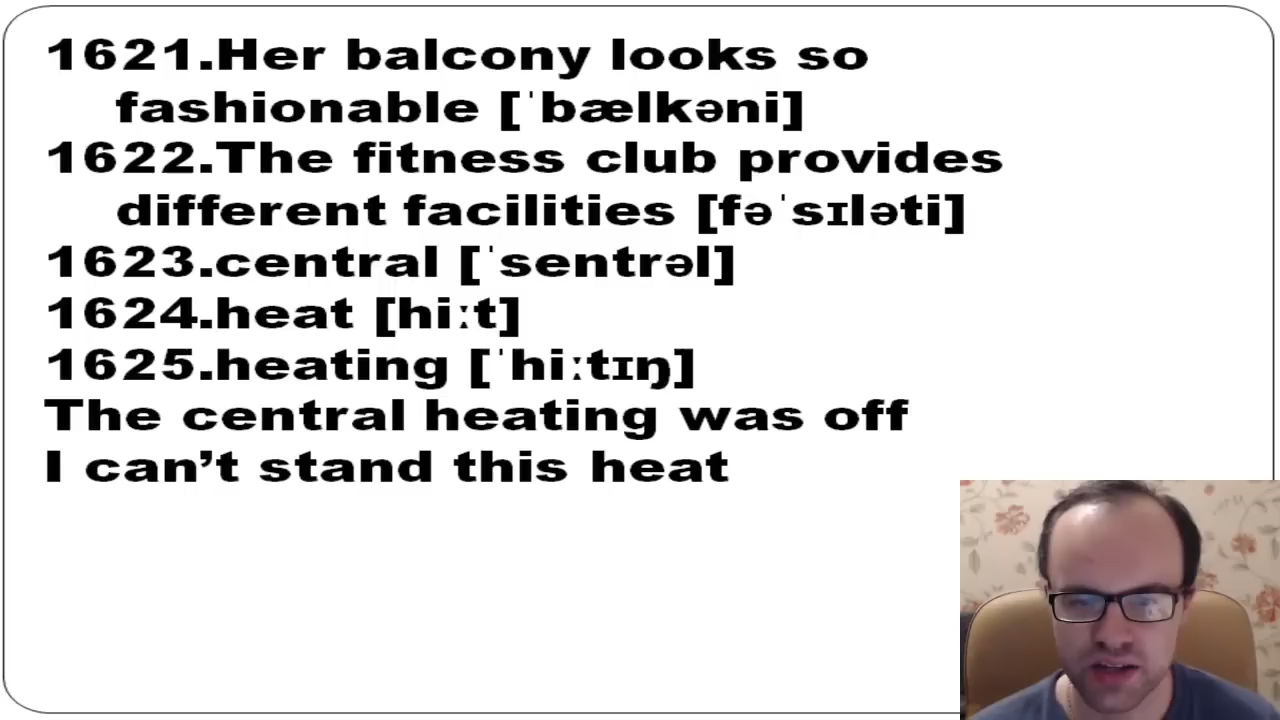 1621.Her balcony looks so
fashionable [ˈbælkəni]
1622.The fitness club provides
different facilities [fəˈsɪləti]
1623.central [ˈsentrəl]
1624.heat [hiːt]
1625.heating [ˈhiːtɪŋ]
The central heating was off
I can’t stand this heat